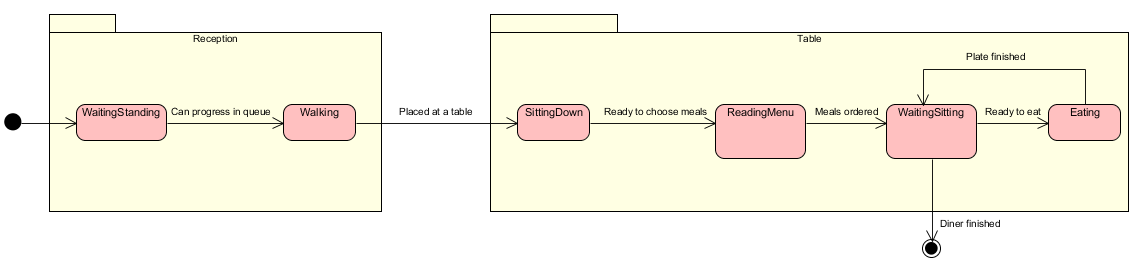 Reception
Table
Plate finished
WaitingStanding
Can progress in queue
Walking
Placed at a table
SittingDown
Ready to choose meals
ReadingMenu
Meals ordered
WaitingSitting
Ready to eat
Eating
Diner finished